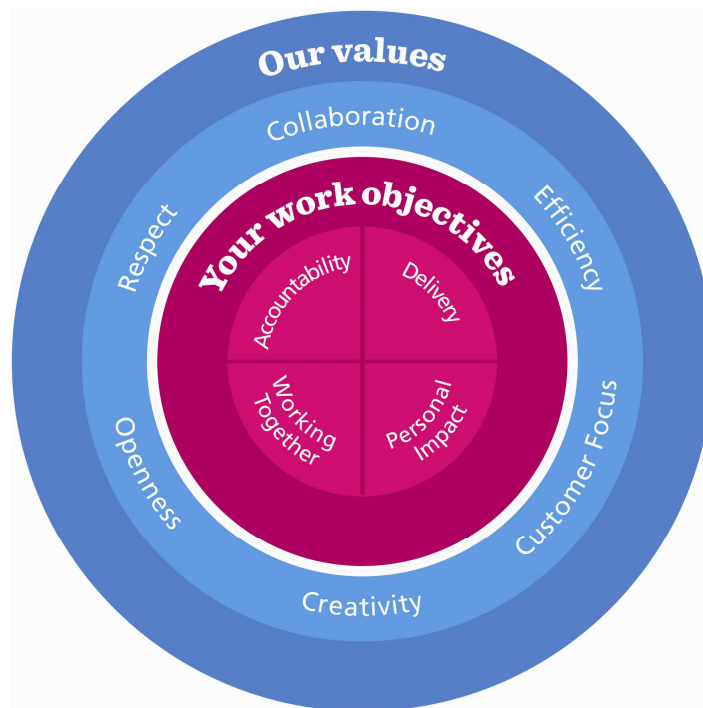 Our values
Collaboration
Efficiency
Customer Focus
Creativity
Openness
Respect
Your work objectives
Accountability
Delivery
Personal
Impact
Working
Together